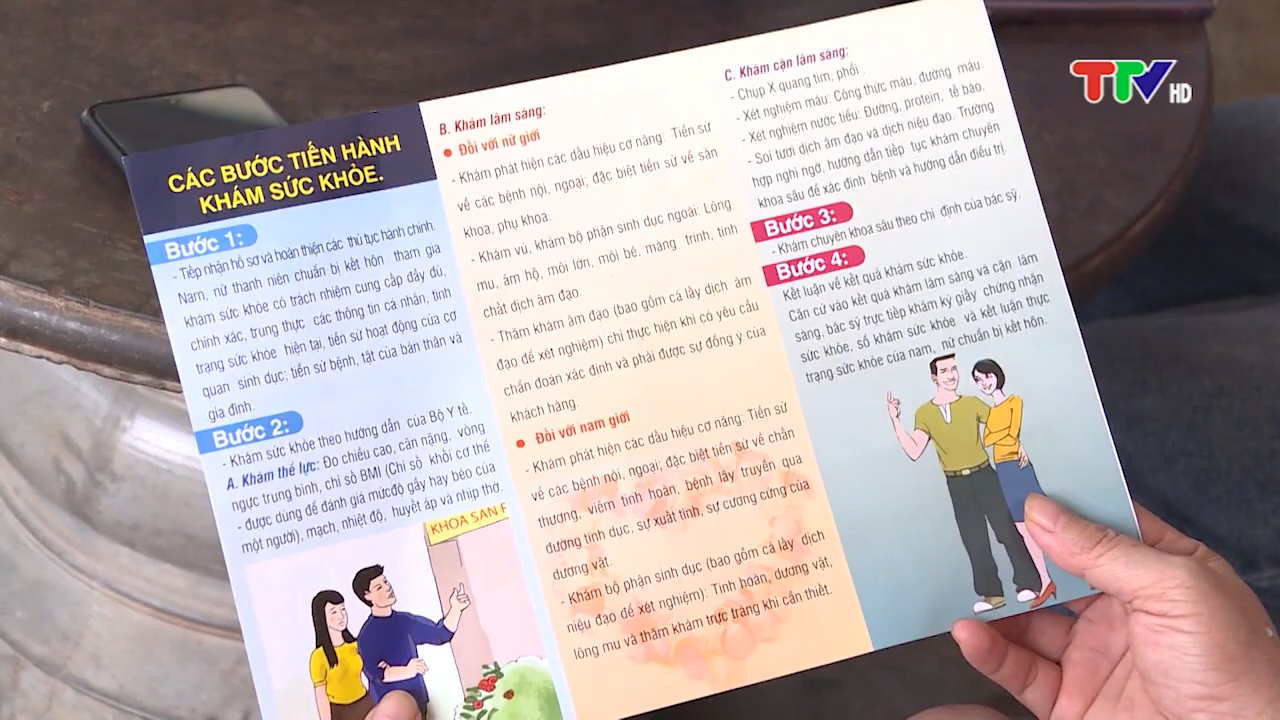 TTV HD
CÁC BƯỚC TIẾN HÀNH
KHÁM SỨC KHỎE.
Bước 1:
- Tiếp nhận hồ sơ và hoàn thiện các thủ tục hành chính.
Nam, nữ thanh niên chuẩn bị kết hôn tham gia
khám sức khỏe có trách nhiệm cung cấp đầy đủ,
chính xác, trung thực các thông tin cá nhân, tình
trạng sức khỏe hiện tại, tiền sử hoạt động của cơ
quan sinh dục; tiền sử bệnh, tật của bản thân và
gia đình.
Bước 2:
- Khám sức khỏe theo hướng dẫn của Bộ Y tế.
A. Khám thể lực: Đo chiều cao, cân nặng, vòng
ngực trung bình, chỉ số BMI (Chỉ số khối cơ thể
- được dùng để đánh giá mức độ gầy hay béo của
một người), mạch, nhiệt độ, huyết áp và nhịp thở.
KHOA SẢN
B. Khám lâm sàng:
● Đối với nữ giới
- Khám phát hiện các dấu hiệu cơ năng: Tiền sử
về các bệnh nội, ngoại; đặc biệt tiền sử về sản
khoa, phụ khoa.
- Khám vú, khám bộ phận sinh dục ngoài: Lông
mu, âm hộ, môi lớn, môi bé, màng trinh, tính
chất dịch âm đạo.
- Thăm khám âm đạo (bao gồm cả lấy dịch âm
đạo để xét nghiệm) chỉ thực hiện khi có yêu cầu
chẩn đoán xác định và phải được sự đồng ý của
khách hàng.
● Đối với nam giới
- Khám phát hiện các dấu hiệu cơ năng: Tiền sử
về các bệnh nội, ngoại, đặc biệt tiền sử về chấn
thương, viêm tinh hoàn, bệnh lây truyền qua
đường tình dục, sự xuất tinh, sự cương cứng của
dương vật.
- Khám bộ phận sinh dục (bao gồm cả lấy dịch
niệu đạo để xét nghiệm): Tinh hoàn, dương vật,
lông mu và thăm khám trực tràng khi cần thiết.
C. Khám cận lâm sàng:
- Chụp X quang tim, phổi .
- Xét nghiệm máu: Công thức máu, đường máu.
- Xét nghiệm nước tiểu: Đường, protein, tế bào.
- Soi tươi dịch âm đạo và dịch niệu đạo. Trường
hợp nghi ngờ, hướng dẫn tiếp tục khám chuyên
khoa sâu để xác định bệnh và hướng dẫn điều trị.
Bước 3:
- Khám chuyên khoa sâu theo chỉ định của bác sỹ.
Bước 4:
Kết luận về kết quả khám sức khỏe.
Căn cứ vào kết quả khám lâm sàng và cận lâm
sàng, bác sỹ trực tiếp khám ký giấy chứng nhận
sức khỏe, sổ khám sức khỏe và kết luận thực
trạng sức khỏe của nam, nữ chuẩn bị kết hôn.